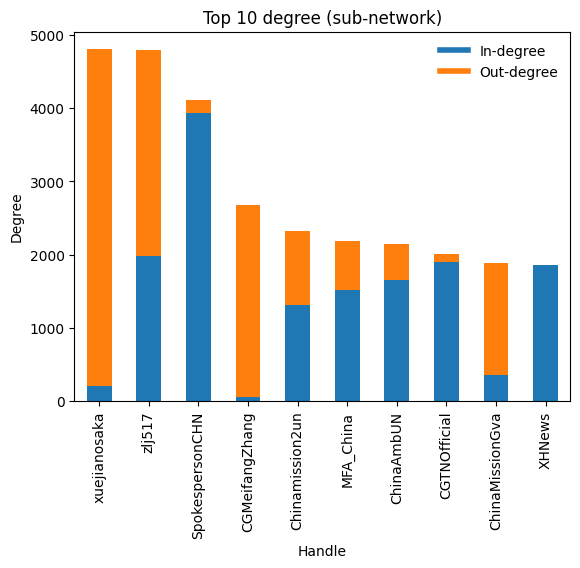 Top 10 degree (sub-network)
In-degree
Out-degree
Degree
5000
4000
3000
2000
1000
0
xuejianosaka
zlj517
SpokespersonCHN
CGMeifangZhang
Chinamission2un
MFA_China
ChinaAmbUN
CGTNOfficial
ChinaMissionGva
XHNews
Handle